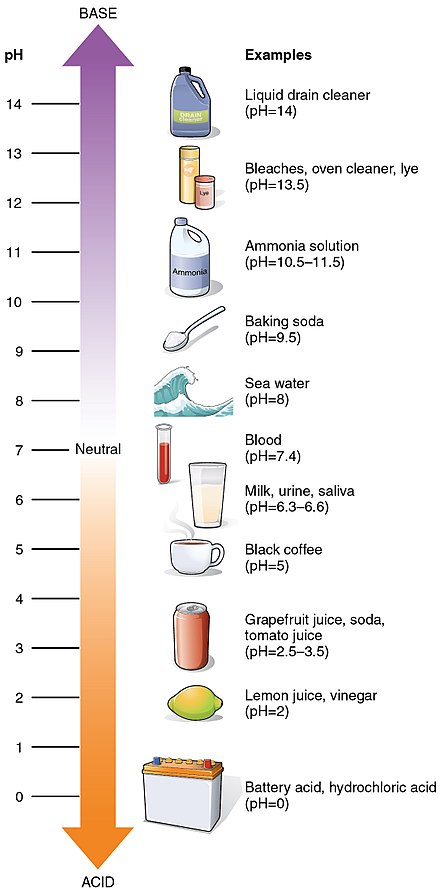 BASE
pH
Examples
14
Liquid drain cleaner
(pH=14)
DRAIN
cleaner
13
Bleaches, oven cleaner, lye
(pH=13.5)
Lye
12
11
Ammonia solution
(pH=10.5–11.5)
Ammonia
10
Baking soda
(pH=9.5)
9
Sea water
(pH=8)
8
7
Neutral
Blood
(pH=7.4)
6
Milk, urine, saliva
(pH=6.3–6.6)
5
Black coffee
(pH=5)
4
Grapefruit juice, soda,
tomato juice
(pH=2.5–3.5)
3
2
Lemon juice, vinegar
(pH=2)
1
0
Battery acid, hydrochloric acid
(pH=0)
ACID